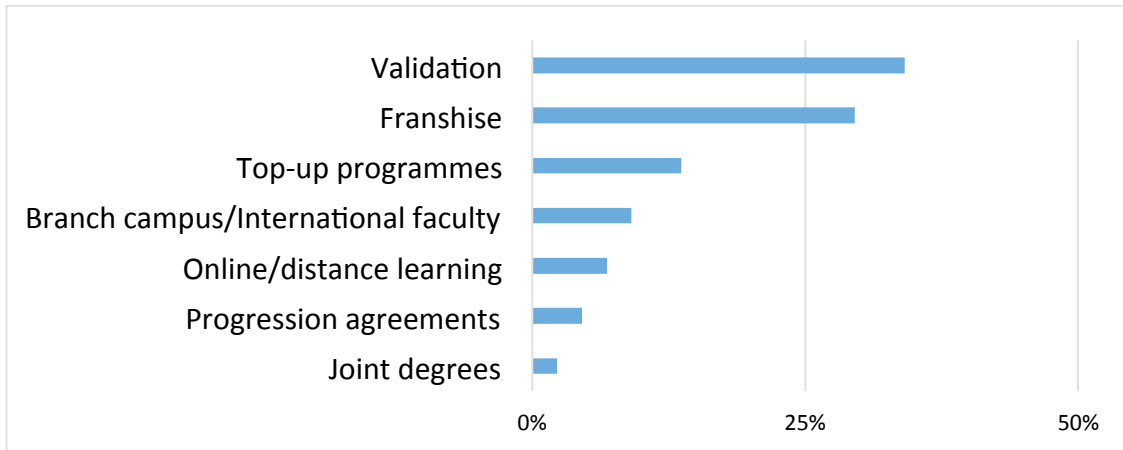 Validation
Franshise
Top-up programmes
Branch campus/International faculty
Online/distance learning
Progression agreements
Joint degrees
0% 25% 50%